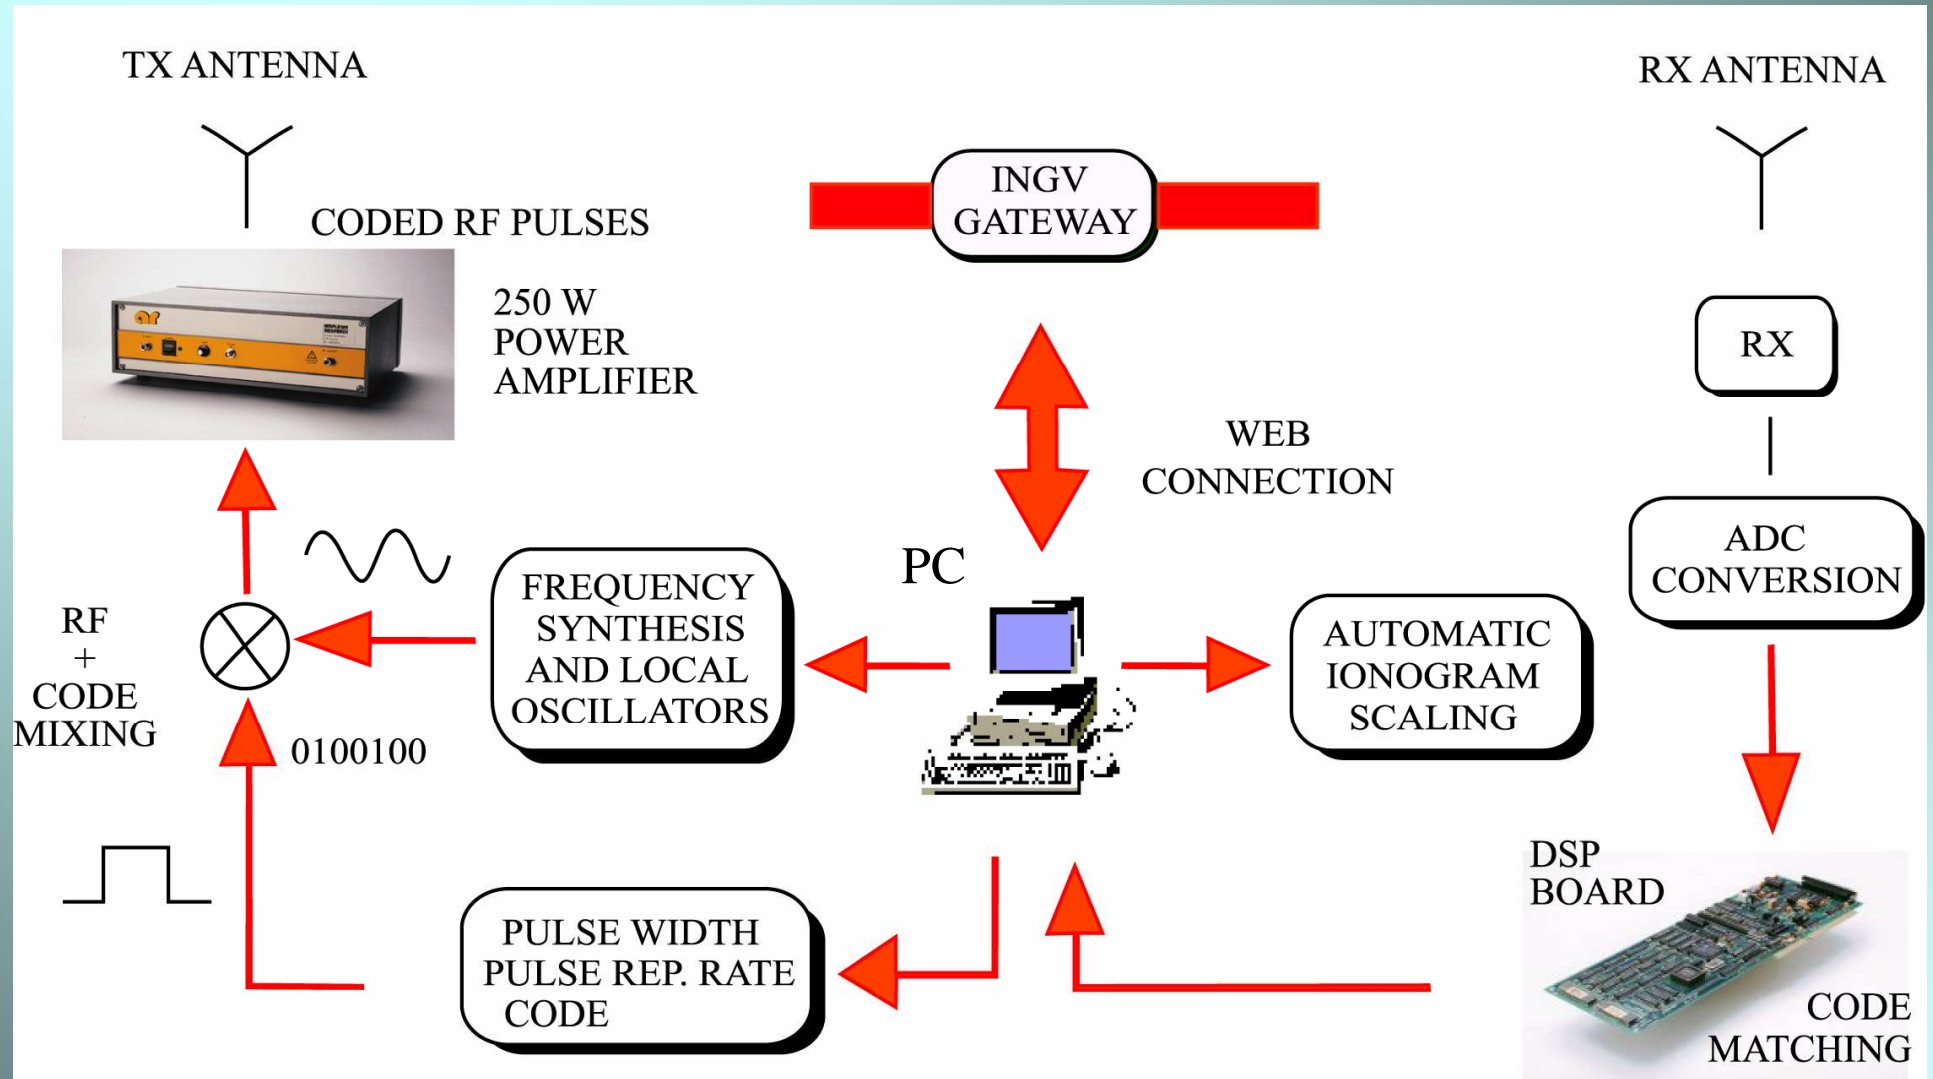 TX ANTENNA
RX ANTENNA
CODED RF PULSES
250 W
POWER
AMPLIFIER
ar
INGV
GATEWAY
RX
WEB
CONNECTION
ADC
CONVERSION
PC
FREQUENCY
SYNTHESIS
AND LOCAL
OSCILLATORS
RF
+
CODE
MIXING
0100100
AUTOMATIC
IONOGRAM
SCALING
DSP
BOARD
PULSE WIDTH
PULSE REP. RATE
CODE
CODE
MATCHING